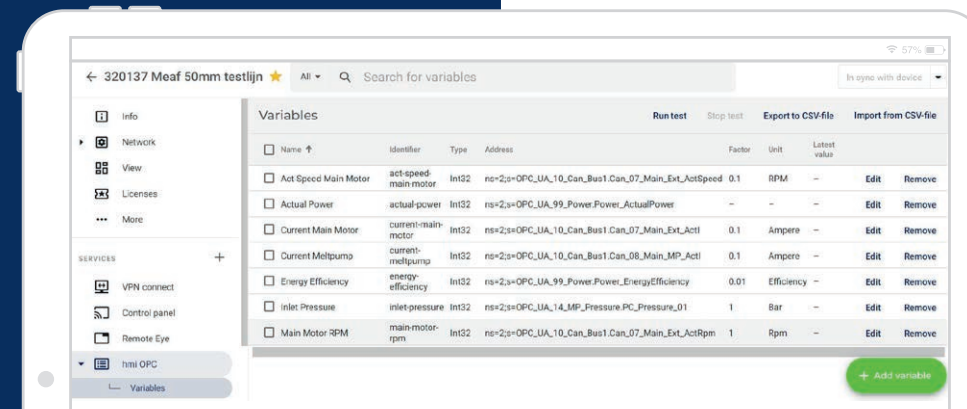 57%
320137 Meaf 50mm testlijn All Search for variables In sync with device
Info
Network
View
Licenses
More
SERVICES +
VPN connect
Control panel
Remote Eye
hmi OPC
Variables
Variables Run test Stop test Export to CSV-file Import from CSV-file
Name Identifier Type Address Factor Unit Latest value
Act Speed Main Motor act-speed-main-motor Int32 ns=2;s=OPC_UA_10_Can_Bus1.Can_07_Main_Ext_ActSpeed 0.1 RPM – Edit Remove
Actual Power actual-power Int32 ns=2;s=OPC_UA_99_Power.Power_ActualPower – – – Edit Remove
Current Main Motor current-main-motor Int32 ns=2;s=OPC_UA_10_Can_Bus1.Can_07_Main_Ext_ActI 0.1 Ampere – Edit Remove
Current Meltpump current-meltpump Int32 ns=2;s=OPC_UA_10_Can_Bus1.Can_08_Main_MP_ActI 0.1 Ampere – Edit Remove
Energy Efficiency energy-efficiency Int32 ns=2;s=OPC_UA_99_Power.Power_EnergyEfficiency 0.01 Efficiency – Edit Remove
Inlet Pressure inlet-pressure Int32 ns=2;s=OPC_UA_14_MP_Pressure.PC_Pressure_01 1 Bar – Edit Remove
Main Motor RPM main-motor-rpm Int32 ns=2;s=OPC_UA_10_Can_Bus1.Can_07_Main_Ext_ActRpm 1 Rpm – Edit Remove
+ Add variable